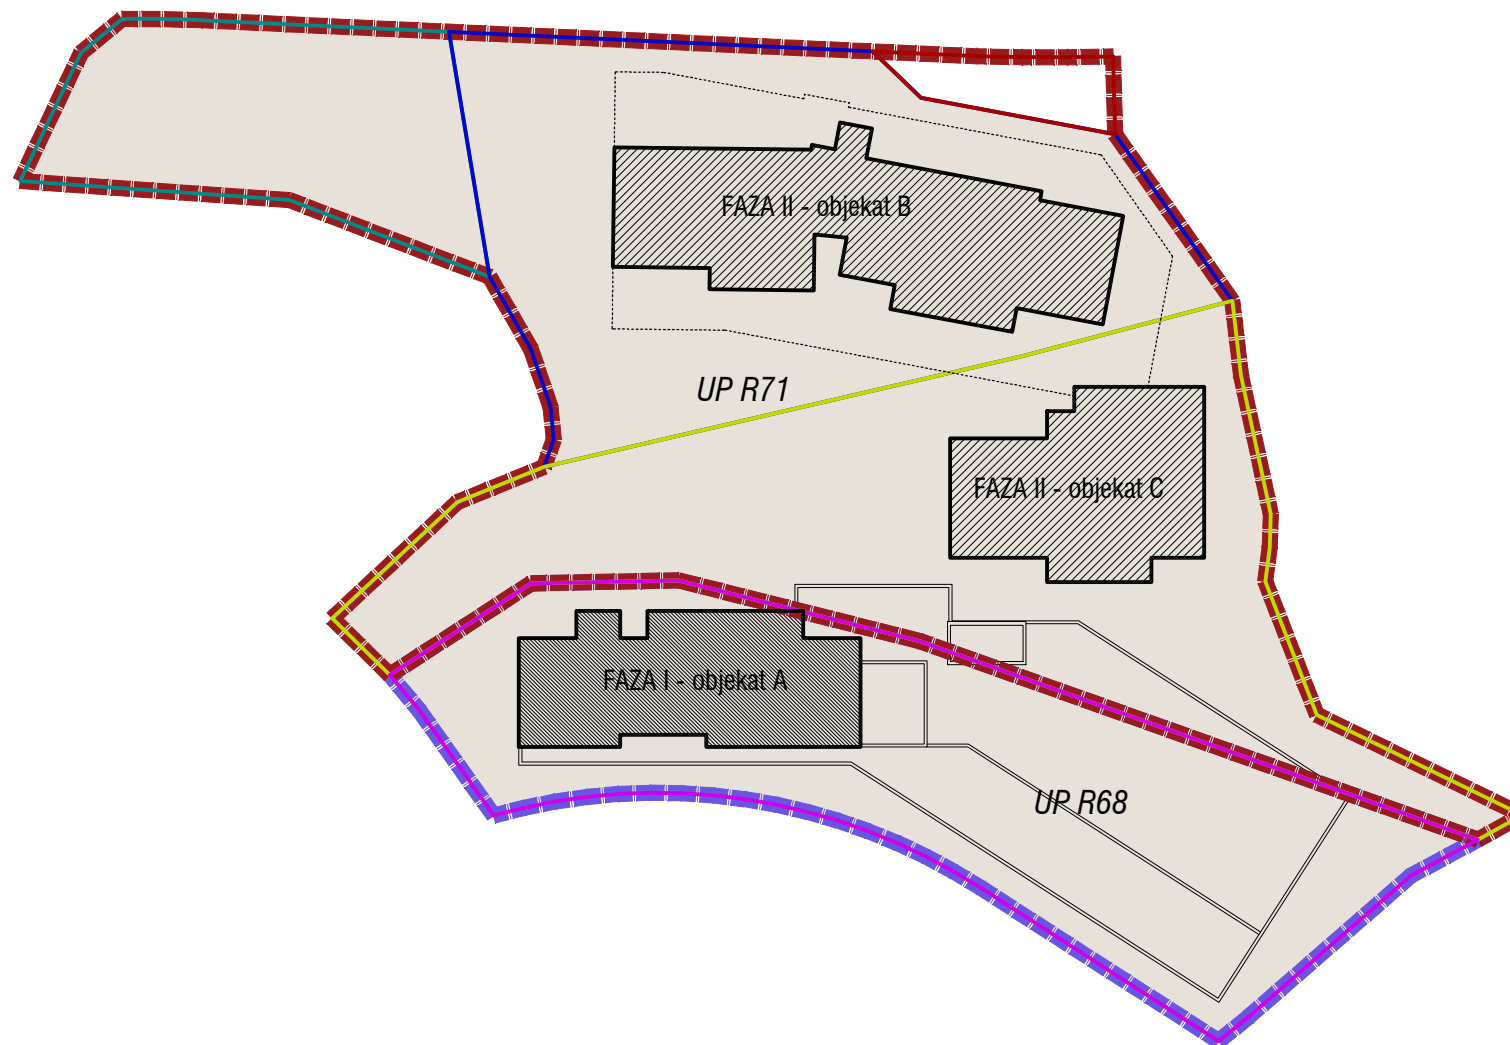 FAZA II - objekat B
UP R71
FAZA II - objekat C
FAZA I - objekat A
UP R68